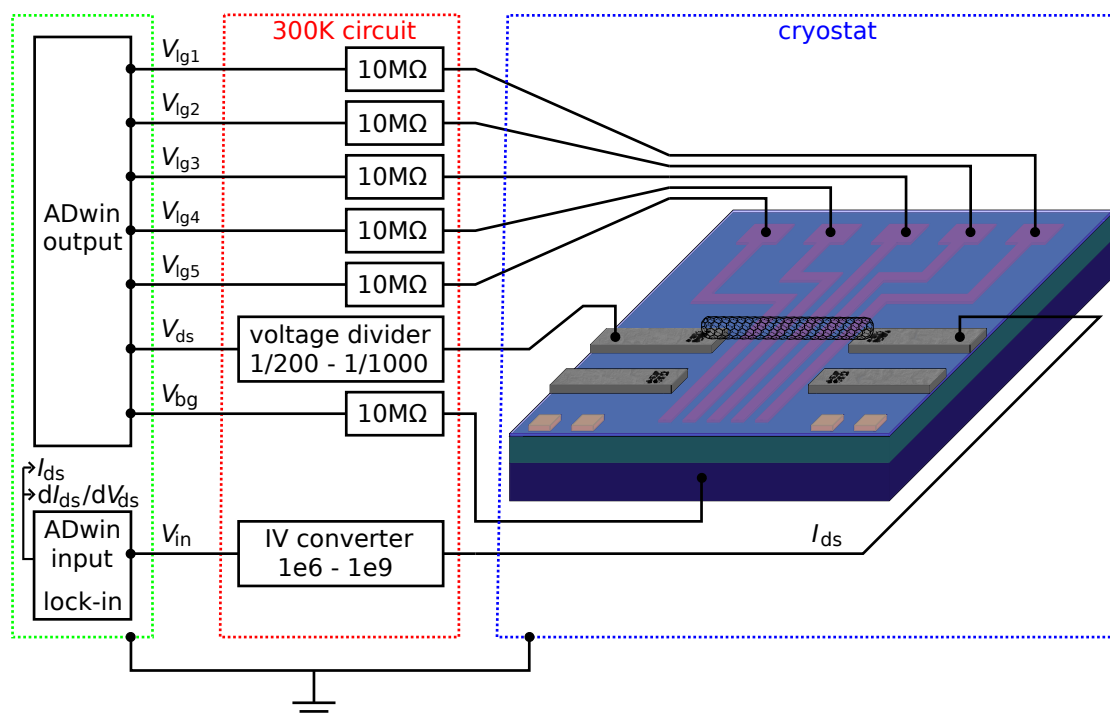 300K circuit
cryostat
ADwin
output
V_lg1
10MΩ
V_lg2
10MΩ
V_lg3
10MΩ
V_lg4
10MΩ
V_lg5
10MΩ
V_ds
voltage divider
1/200 - 1/1000
V_bg
10MΩ
I_ds
dI_ds/dV_ds
ADwin
input
lock-in
V_in
IV converter
1e6 - 1e9
I_ds